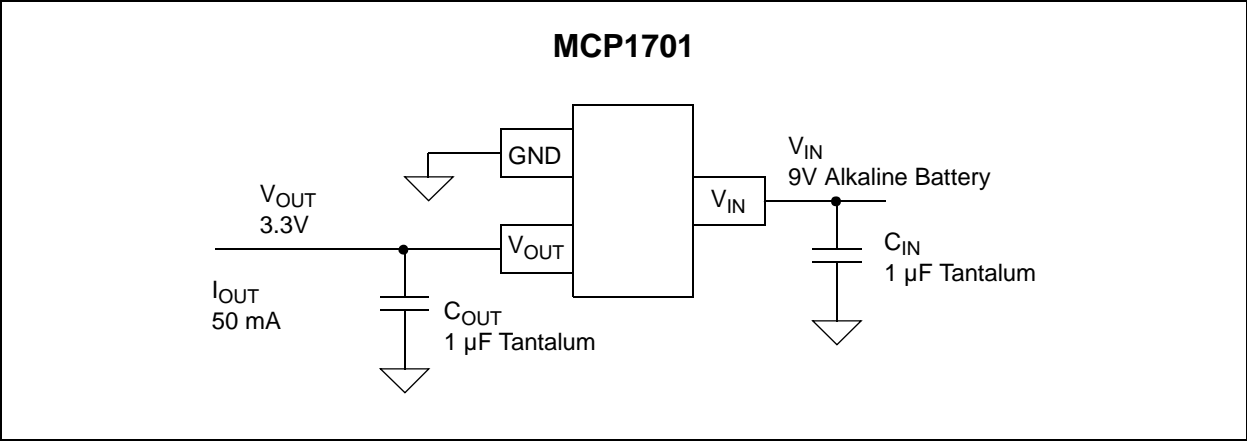 MCP1701
GND
V_IN
9V Alkaline Battery
V_IN
V_OUT
3.3V
V_OUT
C_IN
1 µF Tantalum
I_OUT
50 mA
C_OUT
1 µF Tantalum